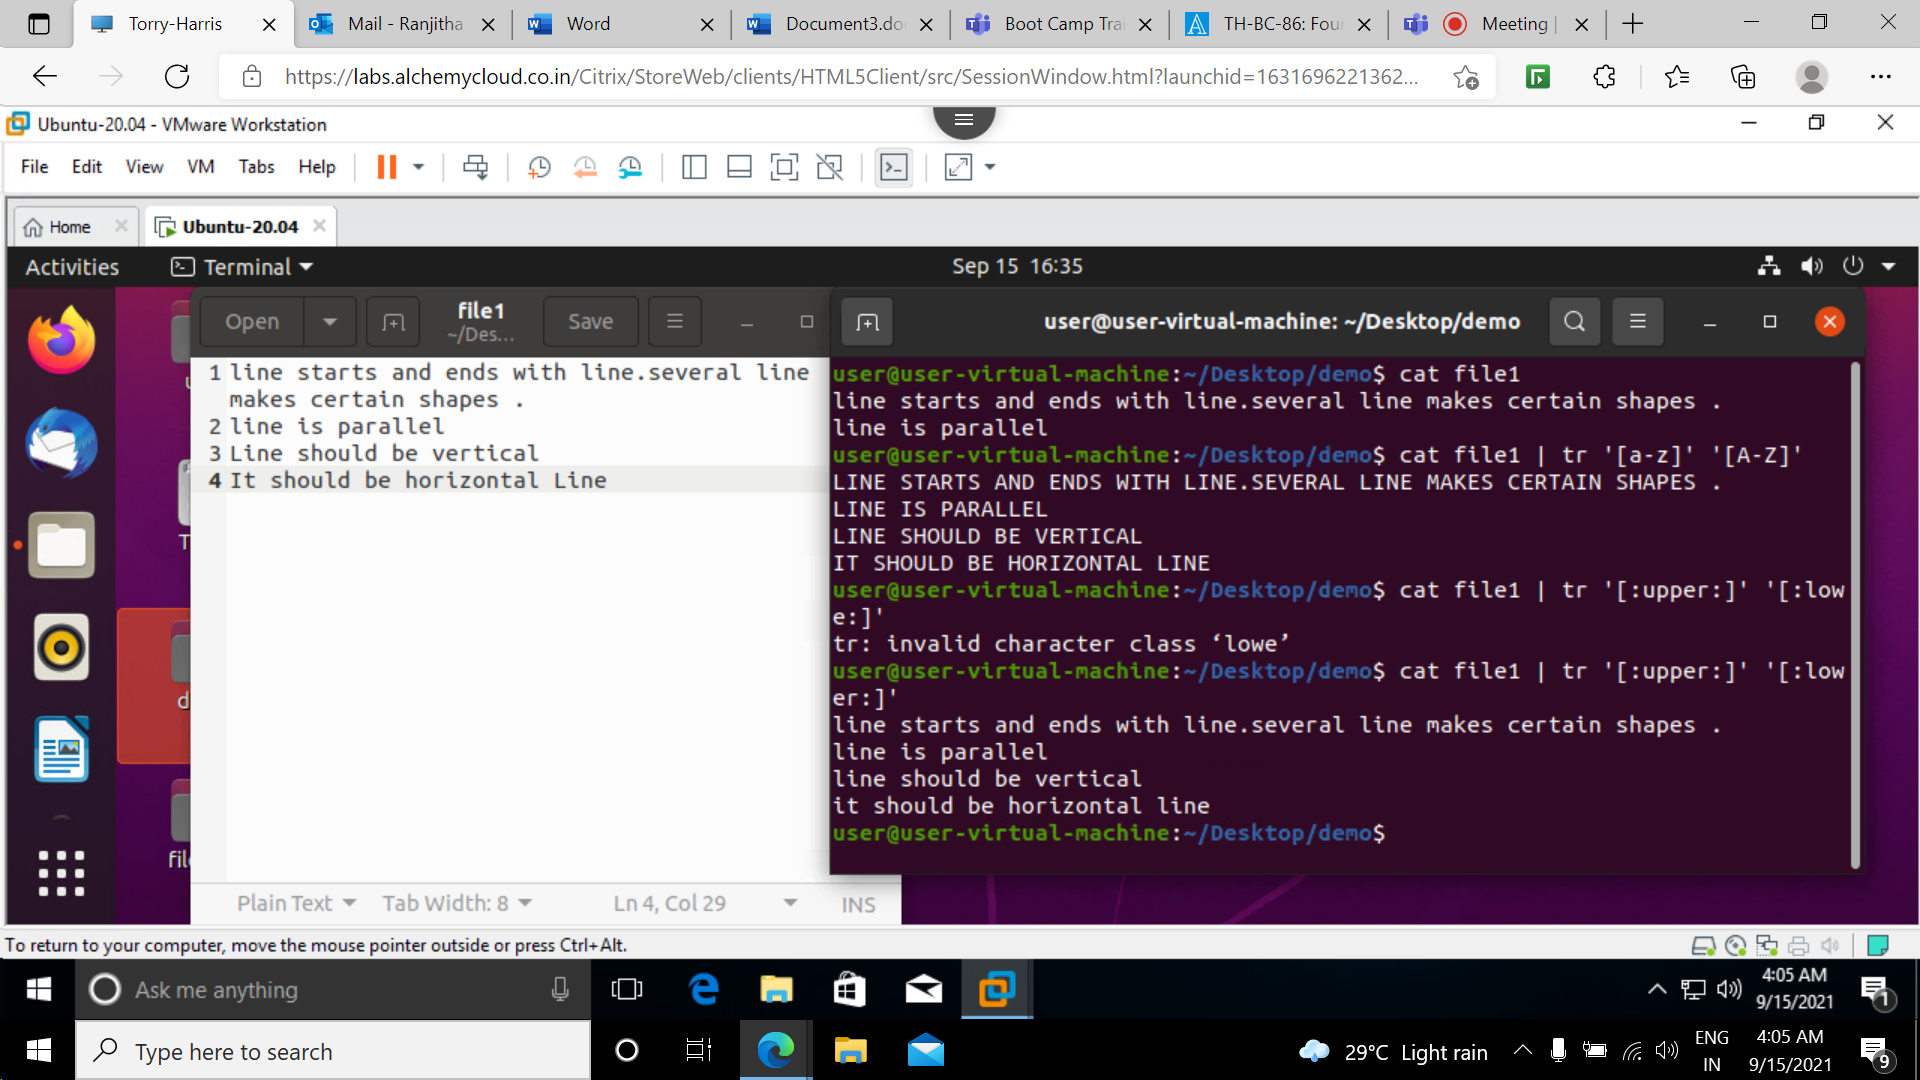 Torry-Harris
Mail - Ranjitha
Word
Document3.do
Boot Camp Trai
TH-BC-86: Four
Meeting |
https://labs.alchemycloud.co.in/Citrix/StoreWeb/clients/HTML5Client/src/SessionWindow.html?launchid=1631696221362...
Ubuntu-20.04 - VMware Workstation
File Edit View VM Tabs Help
Home
Ubuntu-20.04
Activities
Terminal
Sep 15 16:35
Open
file1
~/Des...
Save
1 line starts and ends with line.several line
makes certain shapes .
2 line is parallel
3 Line should be vertical
4 It should be horizontal Line
Plain Text
Tab Width: 8
Ln 4, Col 29
INS
user@user-virtual-machine: ~/Desktop/demo
user@user-virtual-machine:~/Desktop/demo$ cat file1
line starts and ends with line.several line makes certain shapes .
line is parallel
user@user-virtual-machine:~/Desktop/demo$ cat file1 | tr '[a-z]' '[A-Z]'
LINE STARTS AND ENDS WITH LINE.SEVERAL LINE MAKES CERTAIN SHAPES .
LINE IS PARALLEL
LINE SHOULD BE VERTICAL
IT SHOULD BE HORIZONTAL LINE
user@user-virtual-machine:~/Desktop/demo$ cat file1 | tr '[:upper:]' '[:low
e:]'
tr: invalid character class ‘lowe’
user@user-virtual-machine:~/Desktop/demo$ cat file1 | tr '[:upper:]' '[:low
er:]'
line starts and ends with line.several line makes certain shapes .
line is parallel
line should be vertical
it should be horizontal line
user@user-virtual-machine:~/Desktop/demo$
To return to your computer, move the mouse pointer outside or press Ctrl+Alt.
Ask me anything
4:05 AM
9/15/2021
1
Type here to search
29°C Light rain
ENG
IN
4:05 AM
9/15/2021
9